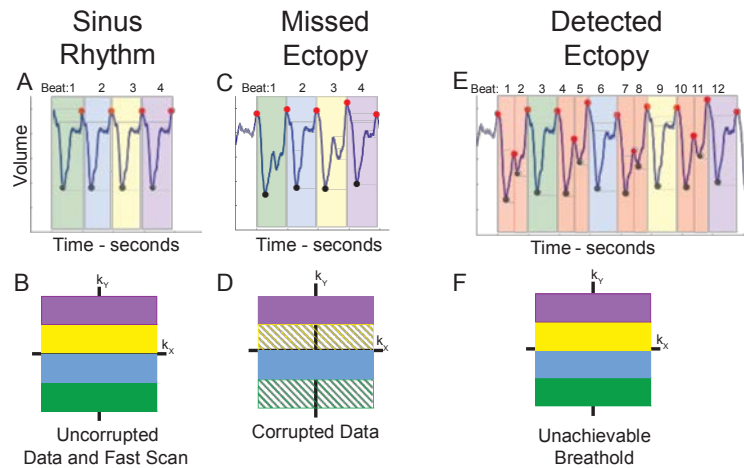 Sinus
Rhythm
Missed
Ectopy
Detected
Ectopy
A
Beat:1 2 3 4
Volume
Time - seconds
C
Beat:1 2 3 4
Time - seconds
E
Beat: 1 2 3 4 5 6 7 8 9 10 11 12
Time - seconds
B
kY
kX
Uncorrupted
Data and Fast Scan
D
kY
kX
Corrupted Data
F
kY
kX
Unachievable
Breathold